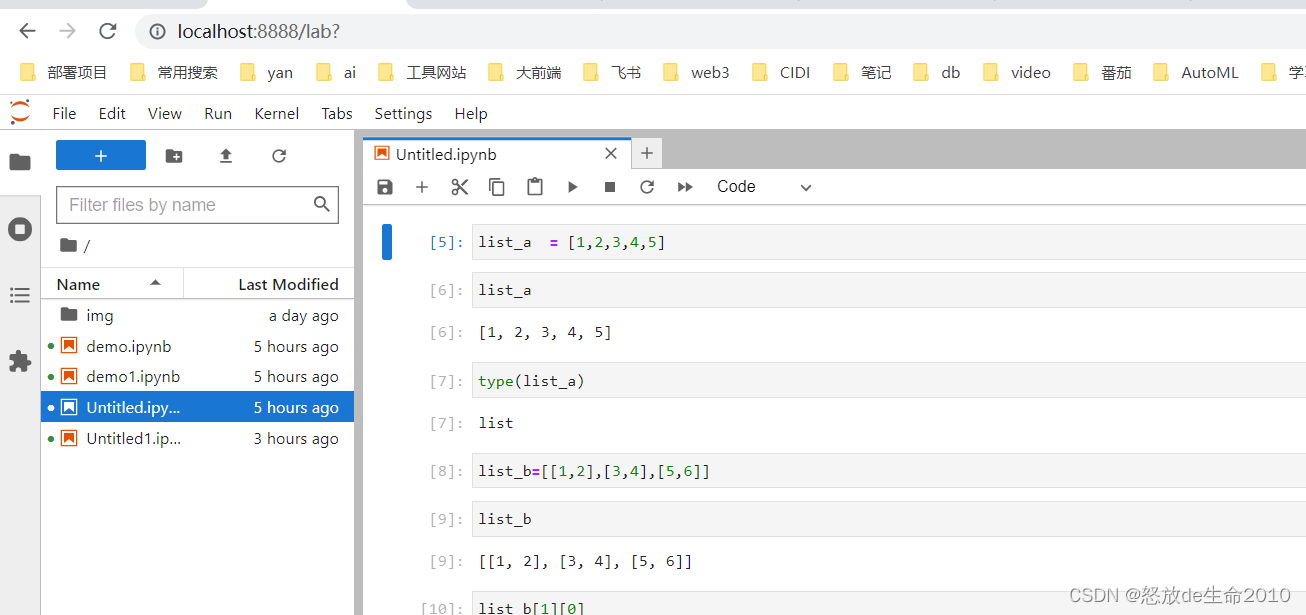 localhost:8888/lab?
部署项目 常用搜索 yan ai 工具网站 大前端 飞书 web3 CIDI 笔记 db video 番茄 AutoML
File Edit View Run Kernel Tabs Settings Help
Untitled.ipynb
Code
Filter files by name
/
Name Last Modified
img a day ago
demo.ipynb 5 hours ago
demo1.ipynb 5 hours ago
Untitled.ipy... 5 hours ago
Untitled1.ip... 3 hours ago
[5]: list_a  = [1,2,3,4,5]
[6]: list_a
[6]: [1, 2, 3, 4, 5]
[7]: type(list_a)
[7]: list
[8]: list_b=[[1,2],[3,4],[5,6]]
[9]: list_b
[9]: [[1, 2], [3, 4], [5, 6]]
[10]: list_b[1][0]
CSDN @怒放de生命2010